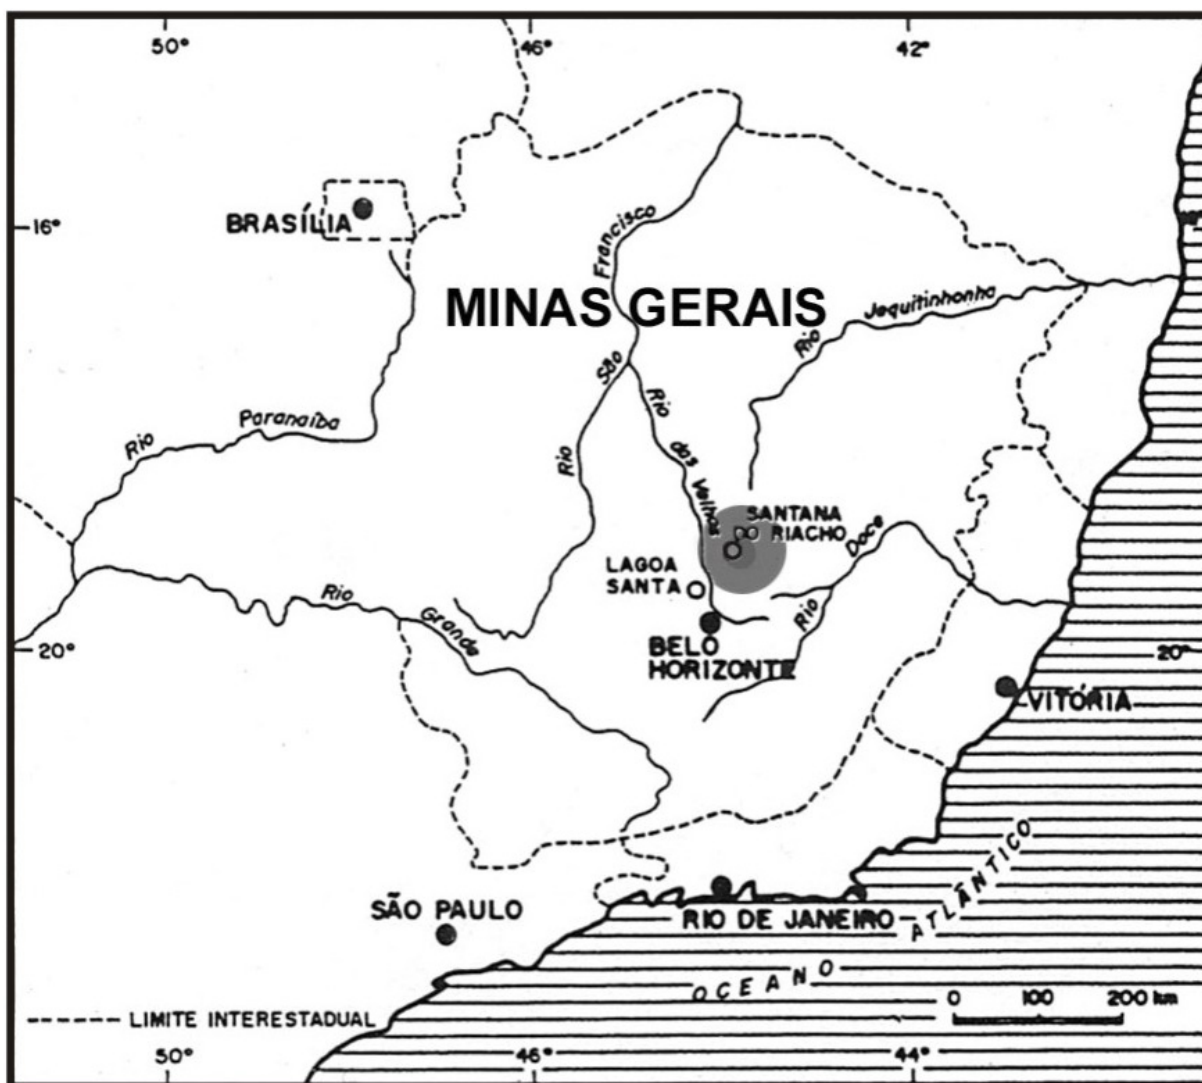 50°
46°
42°
BRASÍLIA
16°
Francisco
MINAS GERAIS
Rio Jequitinhonha
São
Rio
Rio Paranaíba
Rio das Velhas
SANTANA
DO RIACHO
Doce
LAGOA
SANTA
Rio
Rio Grande
BELO
HORIZONTE
20°
20°
VITÓRIA
SÃO PAULO
RIO DE JANEIRO
OCEANO
ATLÂNTICO
0 100 200 km
LIMITE INTERESTADUAL
50°
46°
44°